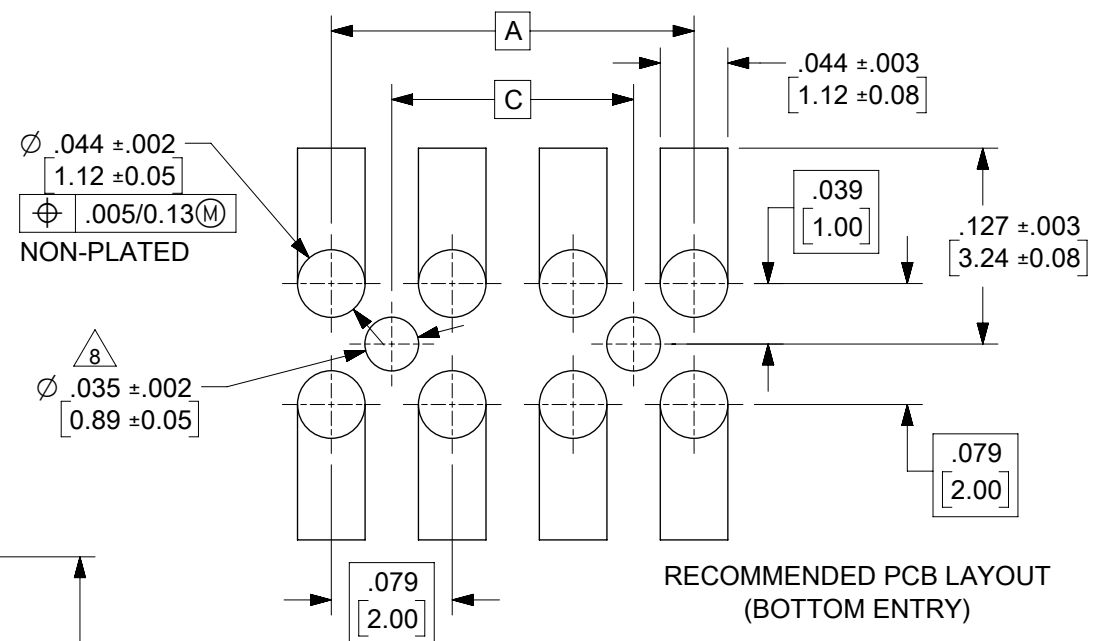 A
.044 ±.003
[1.12 ±0.08]
C
⌀ .044 ±.002
[1.12 ±0.05]
⌖ .005/0.13Ⓜ
NON-PLATED
.039
[1.00]
.127 ±.003
[3.24 ±0.08]
8
⌀ .035 ±.002
[0.89 ±0.05]
.079
[2.00]
.079
[2.00]
RECOMMENDED PCB LAYOUT
(BOTTOM ENTRY)